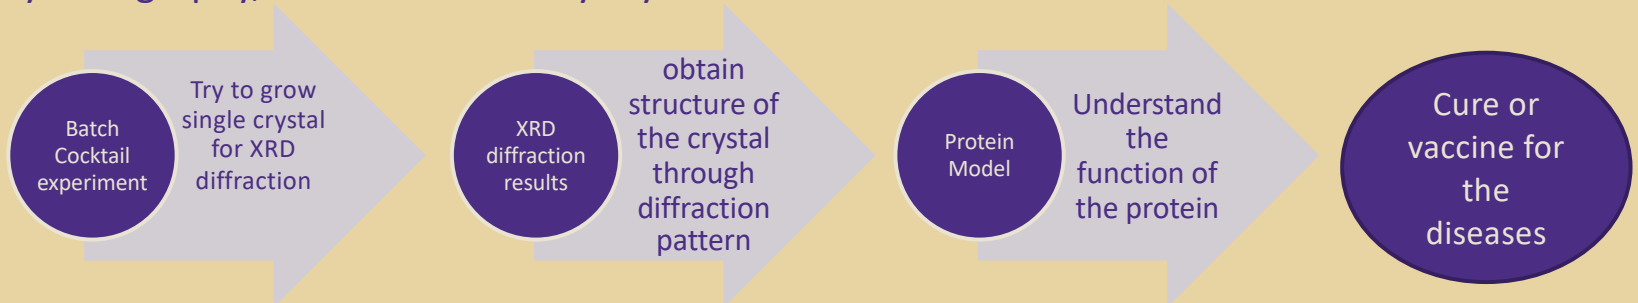 Batch
Cocktail
experiment
Try to grow
single crystal
for XRD
diffraction
XRD
diffraction
results
obtain
structure of
the crystal
through
diffraction
pattern
Protein
Model
Understand
the
function of
the protein
Cure or
vaccine for
the
diseases